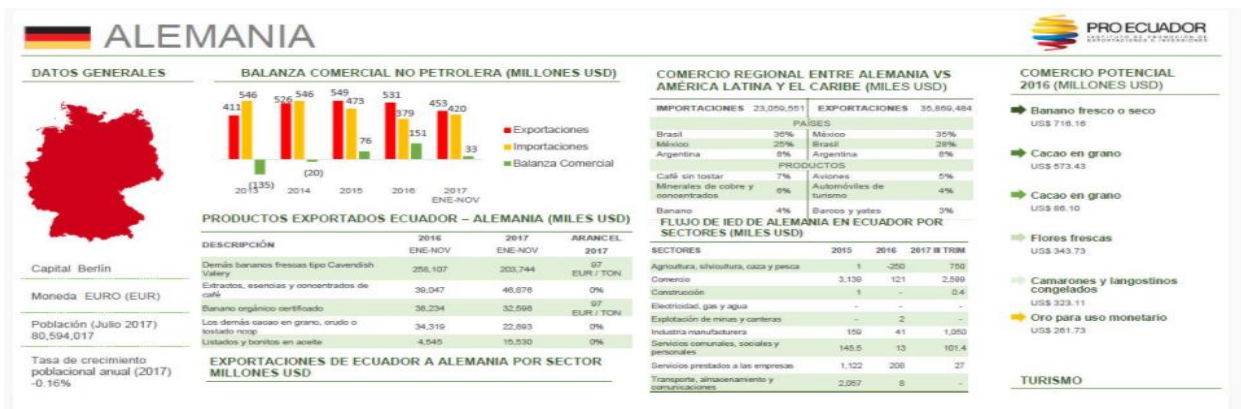 ALEMANIA
PRO ECUADOR
INSTITUTO DE PROMOCIÓN DE
EXPORTACIONES E INVERSIONES
DATOS GENERALES
Capital Berlín
Moneda EURO (EUR)
Población (Julio 2017)
80,594,017
Tasa de crecimiento
poblacional anual (2017)
-0.16%
BALANZA COMERCIAL NO PETROLERA (MILLONES USD)
411 546 (135)
526 546 (20)
549 473 76
531 379 151
453 420 33
2013 2014 2015 2016 2017
ENE-NOV
Exportaciones
Importaciones
Balanza Comercial
PRODUCTOS EXPORTADOS ECUADOR – ALEMANIA (MILES USD)
DESCRIPCIÓN 2016 ENE-NOV 2017 ENE-NOV ARANCEL 2017
Demás bananos frescas tipo Cavendish
Valery 258,107 203,744 97 EUR / TON
Extractos, esencias y concentrados de
café 39,047 46,876 0%
Banano orgánico certificado 36,234 32,598 97 EUR / TON
Los demás cacao en grano, crudo o
tostado noop 34,319 22,693 0%
Listados y bonitos en aceite 4,545 15,530 0%
EXPORTACIONES DE ECUADOR A ALEMANIA POR SECTOR
MILLONES USD
COMERCIO REGIONAL ENTRE ALEMANIA VS
AMÉRICA LATINA Y EL CARIBE (MILES USD)
IMPORTACIONES 23,059,551 EXPORTACIONES 35,869,484
PAÍSES
Brasil 36% México 35%
México 25% Brasil 28%
Argentina 8% Argentina 8%
PRODUCTOS
Café sin tostar 7% Aviones 5%
Minerales de cobre y
concentrados 6% Automóviles de
turismo 4%
Banano 4% Barcos y yates 3%
FLUJO DE IED DE ALEMANIA EN ECUADOR POR
SECTORES (MILES USD)
SECTORES 2015 2016 2017 III TRIM
Agricultura, silvicultura, caza y pesca 1 -250 750
Comercio 3,139 121 2,599
Construcción 1 - 0.4
Electricidad, gas y agua - - -
Explotación de minas y canteras - 2 -
Industria manufacturera 159 41 1,050
Servicios comunales, sociales y
personales 145.5 13 101.4
Servicios prestados a las empresas 1,122 208 27
Transporte, almacenamiento y
comunicaciones 2,057 8 -
COMERCIO POTENCIAL
2016 (MILLONES USD)
Banano fresco o seco
US$ 716.16
Cacao en grano
US$ 573.43
Cacao en grano
US$ 86.10
Flores frescas
US$ 343.73
Camarones y langostinos
congelados
US$ 323.11
Oro para uso monetario
US$ 261.73
TURISMO